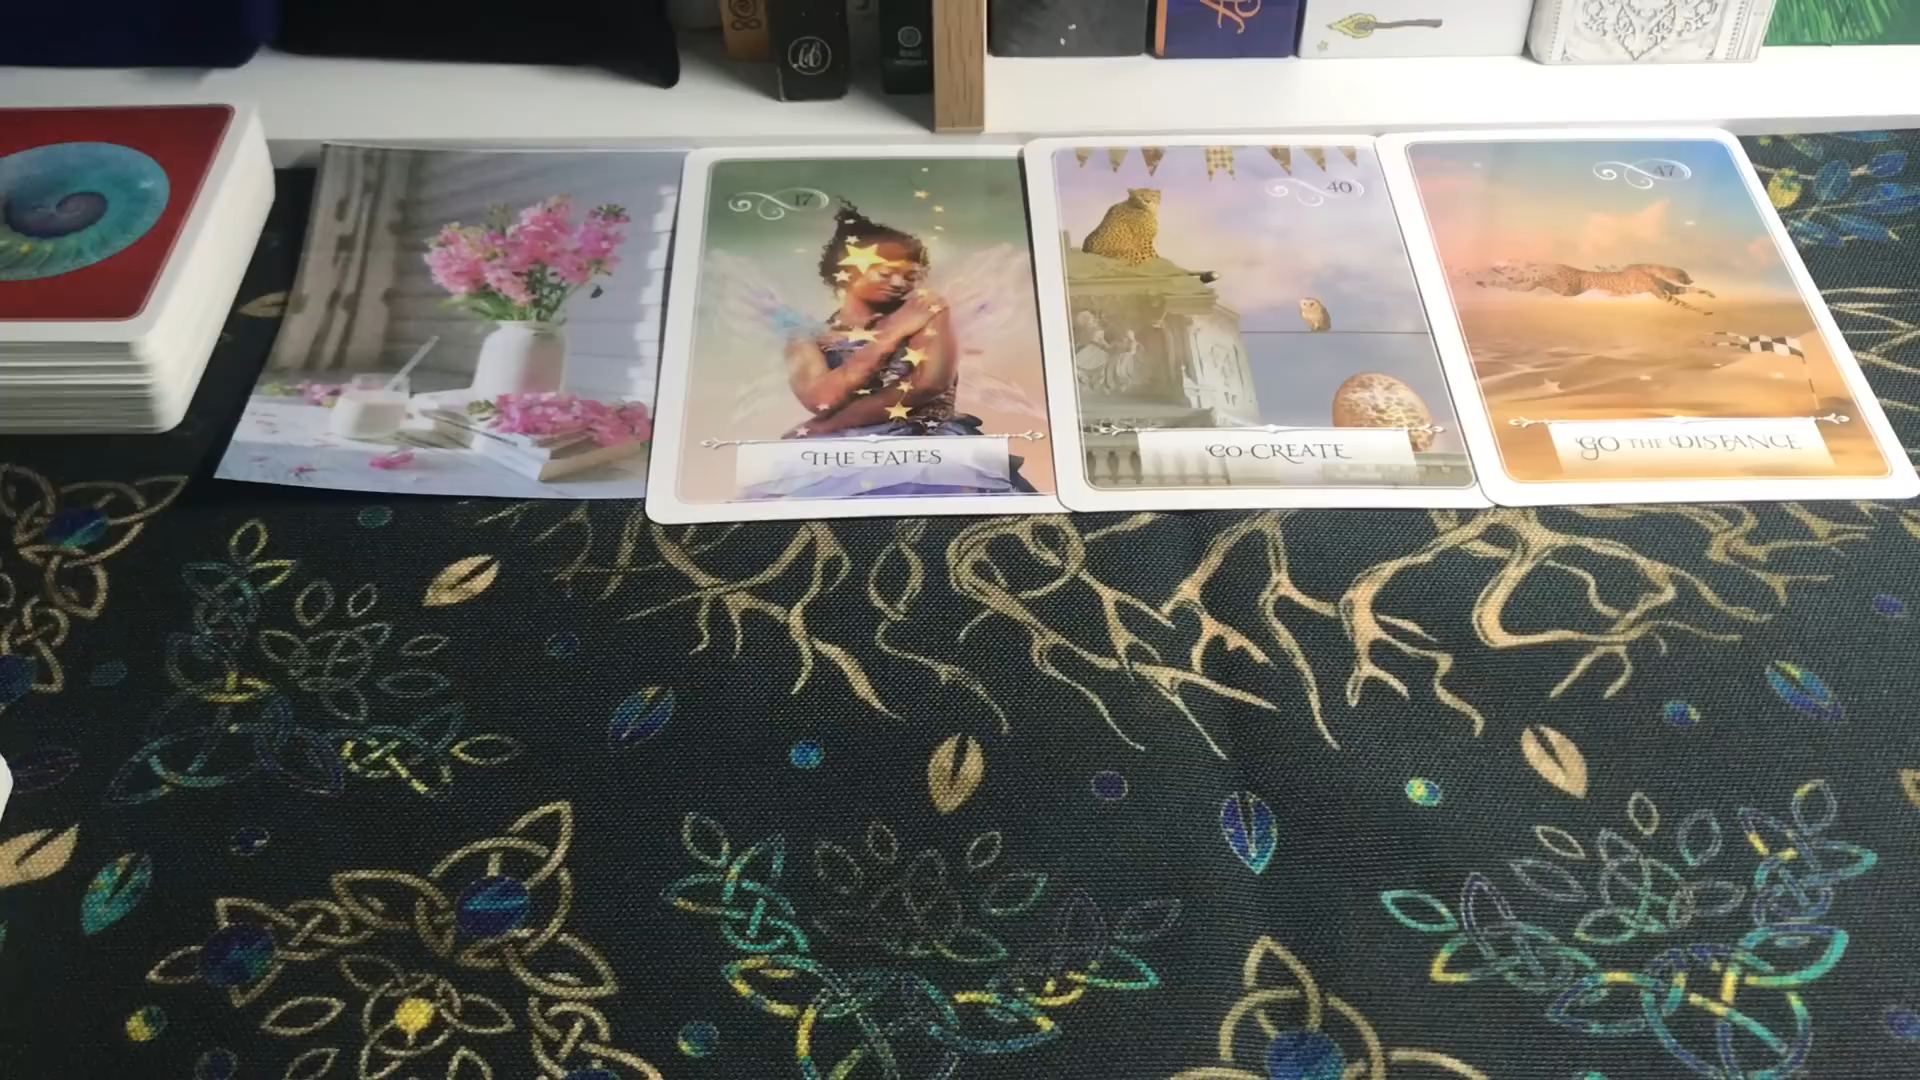 17
THE FATES
40
CO-CREATE
47
GO THE DISTANCE